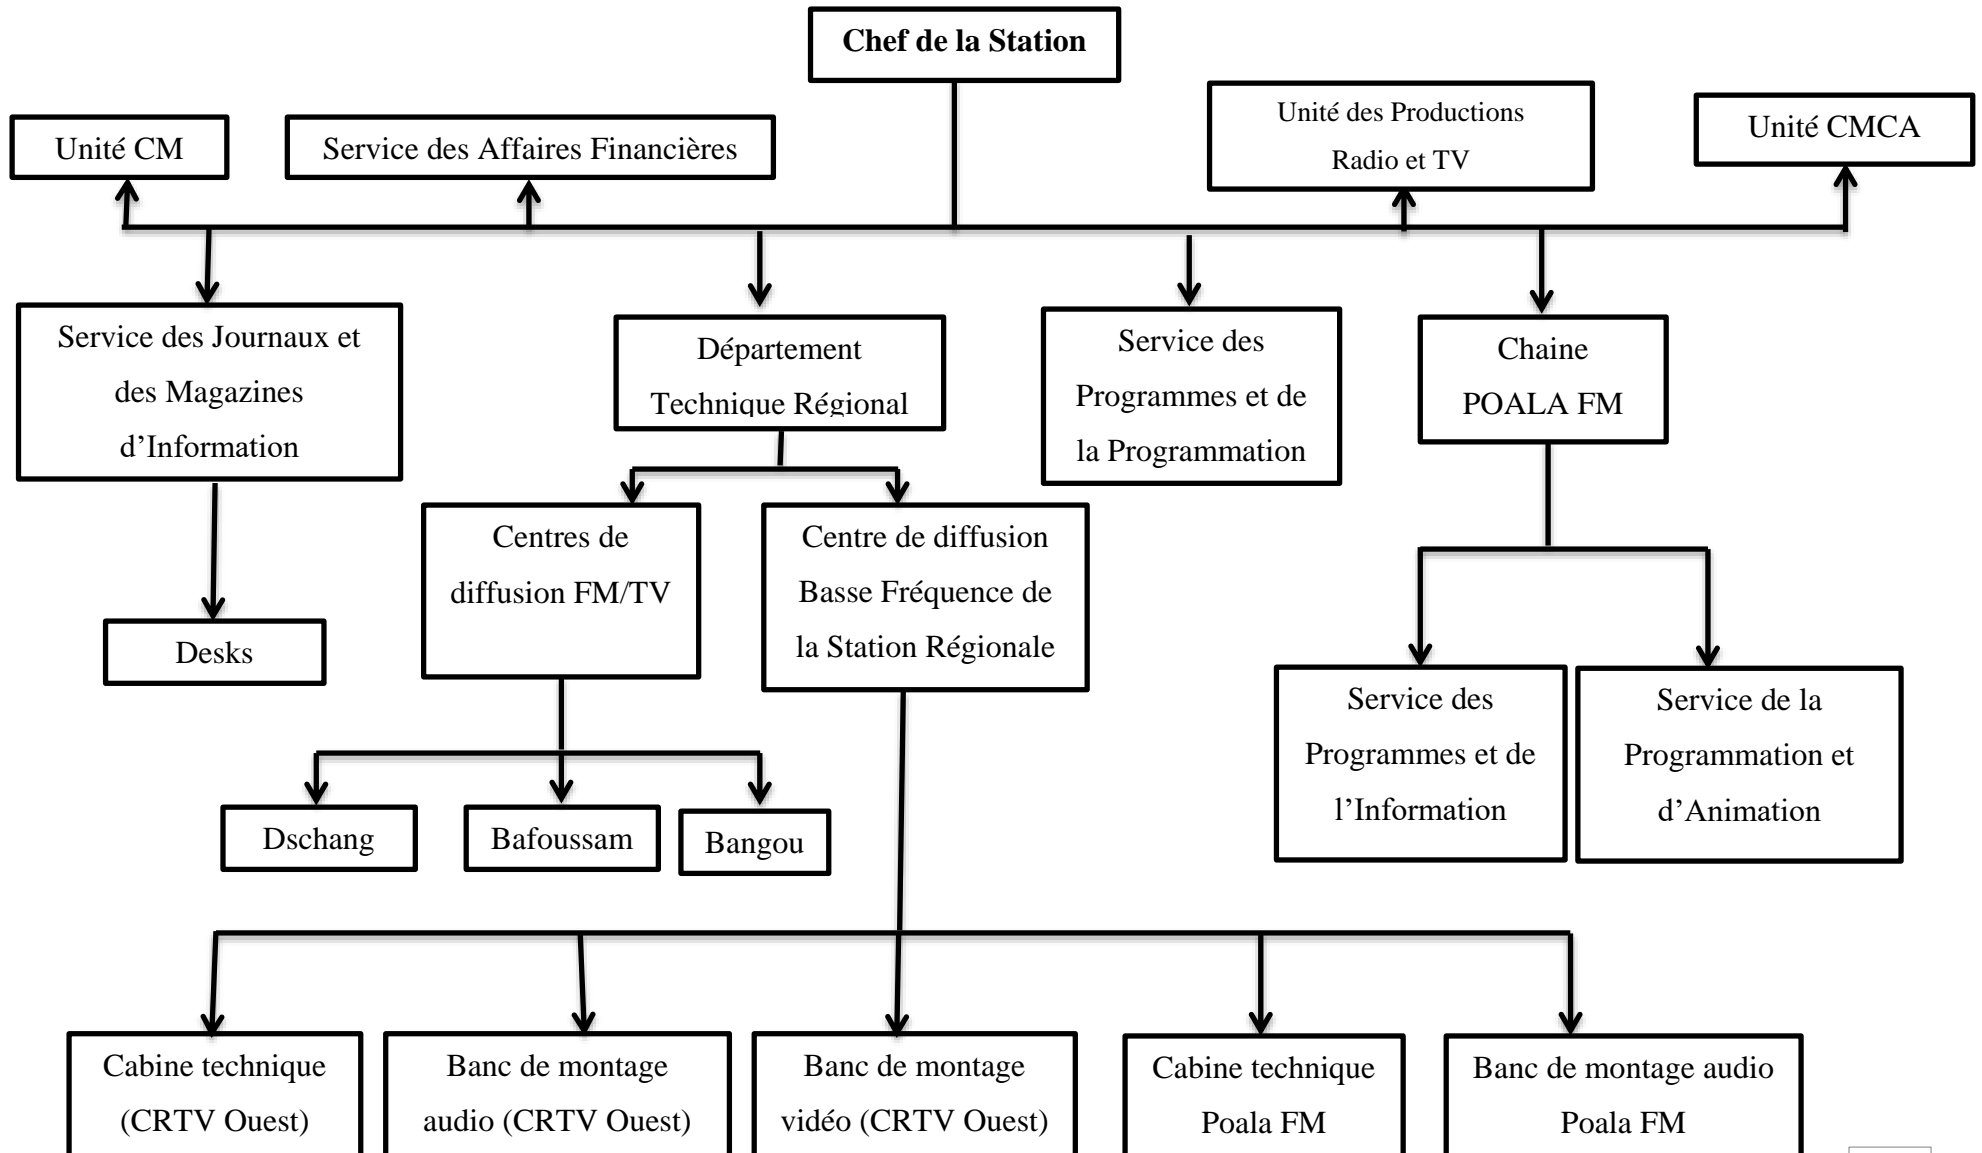 Chef de la Station
Unité CM
Service des Affaires Financières
Unité des Productions
Radio et TV
Unité CMCA
Service des Journaux et
des Magazines
d’Information
Département
Technique Régional
Service des
Programmes et de
la Programmation
Chaine
POALA FM
Centres de
diffusion FM/TV
Centre de diffusion
Basse Fréquence de
la Station Régionale
Desks
Service des
Programmes et de
l’Information
Service de la
Programmation et
d’Animation
Dschang
Bafoussam
Bangou
Cabine technique
(CRTV Ouest)
Banc de montage
audio (CRTV Ouest)
Banc de montage
vidéo (CRTV Ouest)
Cabine technique
Poala FM
Banc de montage audio
Poala FM